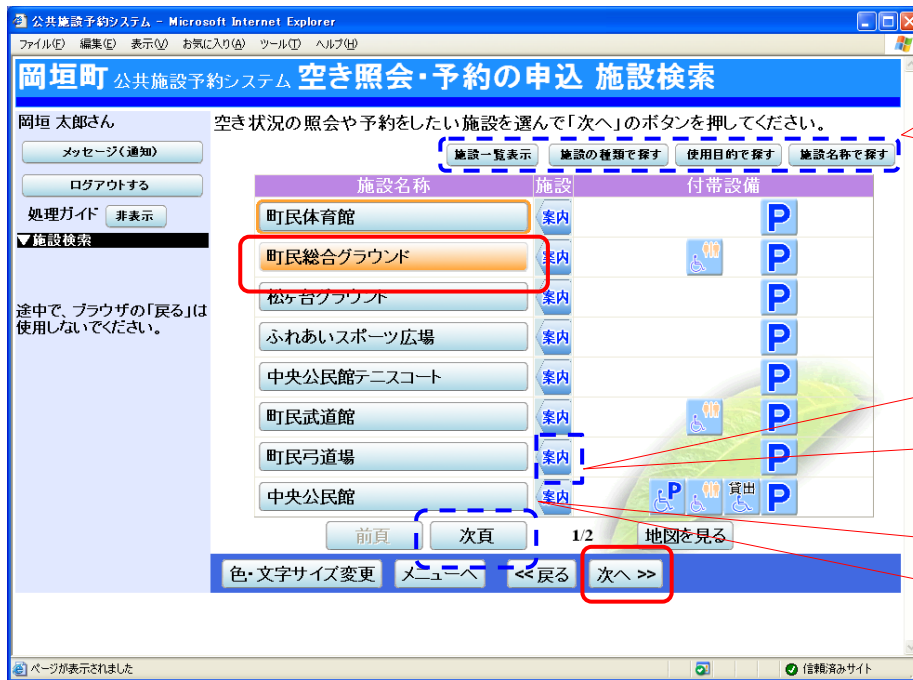 公共施設予約システム - Microsoft Internet Explorer
ファイル(F) 編集(E) 表示(V) お気に入り(A) ツール(T) ヘルプ(H)
岡垣町 公共施設予約システム 空き照会・予約の申込 施設検索
岡垣 太郎さん
空き状況の照会や予約をしたい施設を選んで「次へ」のボタンを押してください。
メッセージ(通知)
施設一覧表示 施設の種類で探す 使用目的で探す 施設名称で探す
ログアウトする
処理ガイド 非表示
▼施設検索
途中で、ブラウザの「戻る」は
使用しないでください。
施設名称 施設 付帯設備
町民体育館 案内 P
町民総合グラウンド 案内 P
松ヶ台グラウンド 案内 P
ふれあいスポーツ広場 案内 P
中央公民館テニスコート 案内 P
町民武道館 案内 P
町民弓道場 案内 P
中央公民館 案内 P 貸出 P
前頁 次頁 1/2 地図を見る
色・文字サイズ変更 メニューへ <<戻る 次へ >>
ページが表示されました 信頼済みサイト